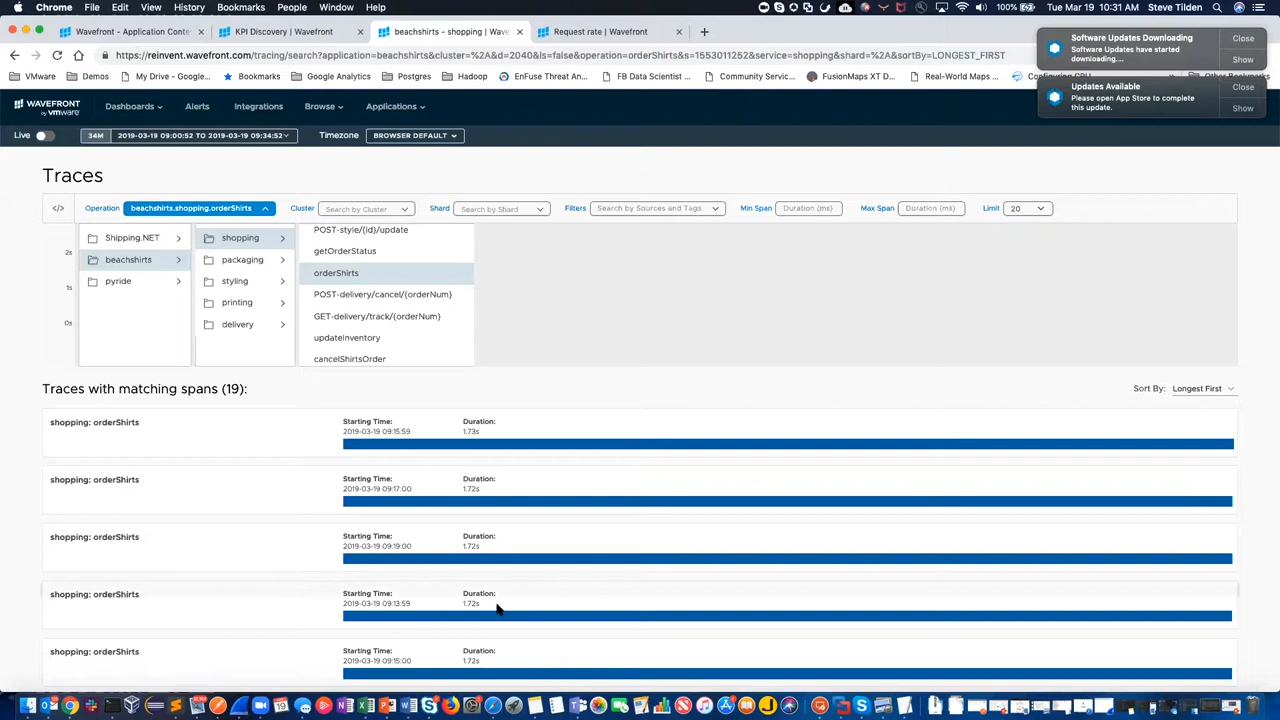 Chrome File Edit View History Bookmarks People Window Help 100% Tue Mar 19 10:31 AM Steve Tilden
Wavefront - Application Conte × KPI Discovery | Wavefront × beachshirts - shopping | Wave × Request rate | Wavefront × +
https://reinvent.wavefront.com/tracing/search?application=beachshirts&cluster=%2A&d=2040&ls=false&operation=orderShirts&s=1553011252&service=shopping&shard=%2A&sortBy=LONGEST_FIRST
VMware Demos My Drive - Google... Bookmarks Google Analytics Postgres Hadoop EnFuse Threat An... FB Data Scientist ... Community Servic... FusionMaps XT D... Real-World Maps ... Configuring CPU Other Bookmarks
Software Updates Downloading
Software Updates have started
downloading....
Close
Show
Updates Available
Please open App Store to complete
this update.
Close
Show
WAVEFRONT
by vmware
Dashboards Alerts Integrations Browse Applications
Live 34M 2019-03-19 09:00:52 TO 2019-03-19 09:34:52 Timezone BROWSER DEFAULT
Traces
</> Operation beachshirts.shopping.orderShirts Cluster Search by Cluster Shard Search by Shard Filters Search by Sources and Tags Min Span Duration (ms) Max Span Duration (ms) Limit 20
2s
1s
0s
Shipping.NET
beachshirts
pyride
shopping
packaging
styling
printing
delivery
POST-style/{id}/update
getOrderStatus
orderShirts
POST-delivery/cancel/{orderNum}
GET-delivery/track/{orderNum}
updateInventory
cancelShirtsOrder
Traces with matching spans (19): Sort By: Longest First
shopping: orderShirts Starting Time: Duration:
2019-03-19 09:15:59 1.73s
shopping: orderShirts Starting Time: Duration:
2019-03-19 09:17:00 1.72s
shopping: orderShirts Starting Time: Duration:
2019-03-19 09:19:00 1.72s
shopping: orderShirts Starting Time: Duration:
2019-03-19 09:13:59 1.72s
shopping: orderShirts Starting Time: Duration:
2019-03-19 09:15:00 1.72s